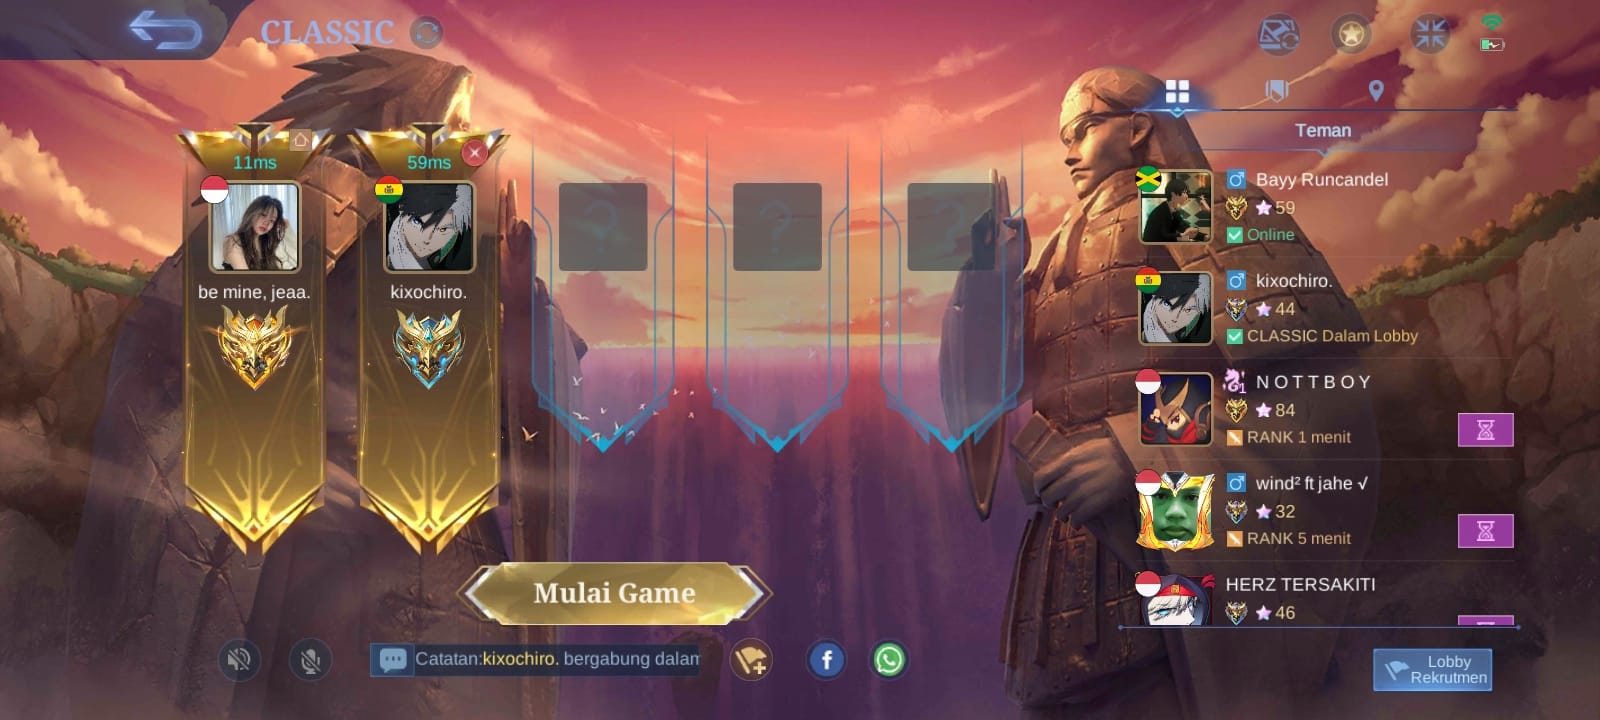 CLASSIC
11ms
59ms
be mine, jeaa.
kixochiro.
?
?
?
Mulai Game
Catatan:kixochiro. bergabung dalam
Teman
Bayy Runcandel
59
Online
kixochiro.
44
CLASSIC Dalam Lobby
1 N O T T B O Y
84
RANK 1 menit
wind² ft jahe √
32
RANK 5 menit
HERZ TERSAKITI
46
Lobby
Rekrutmen